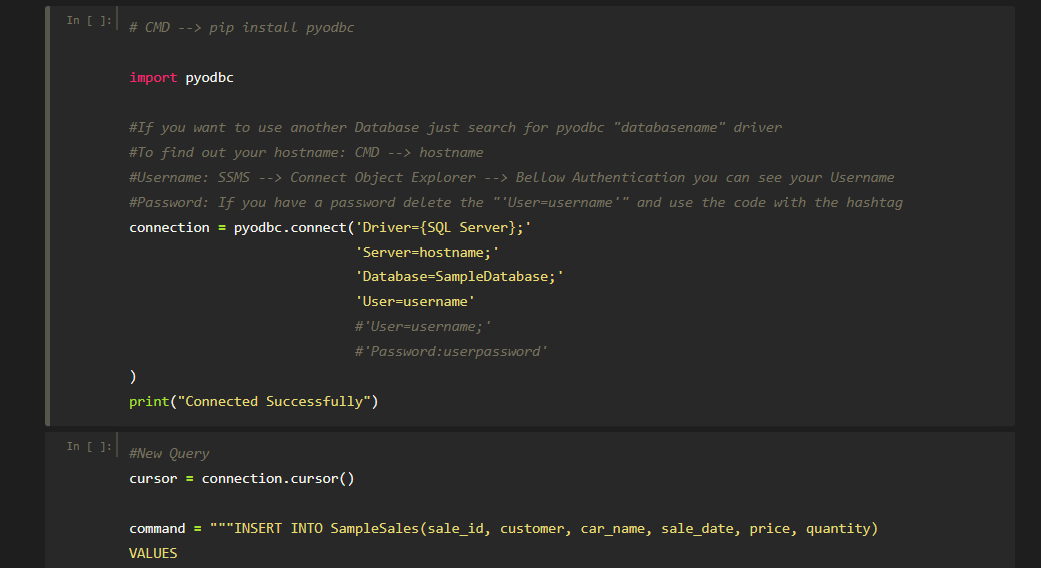 In [ ]:
# CMD --> pip install pyodbc
import pyodbc
#If you want to use another Database just search for pyodbc "databasename" driver
#To find out your hostname: CMD --> hostname
#Username: SSMS --> Connect Object Explorer --> Bellow Authentication you can see your Username
#Password: If you have a password delete the "'User=username'" and use the code with the hashtag
connection = pyodbc.connect('Driver={SQL Server};'
'Server=hostname;'
'Database=SampleDatabase;'
'User=username'
#'User=username;'
#'Password:userpassword'
)
print("Connected Successfully")
In [ ]:
#New Query
cursor = connection.cursor()
command = """INSERT INTO SampleSales(sale_id, customer, car_name, sale_date, price, quantity)
VALUES